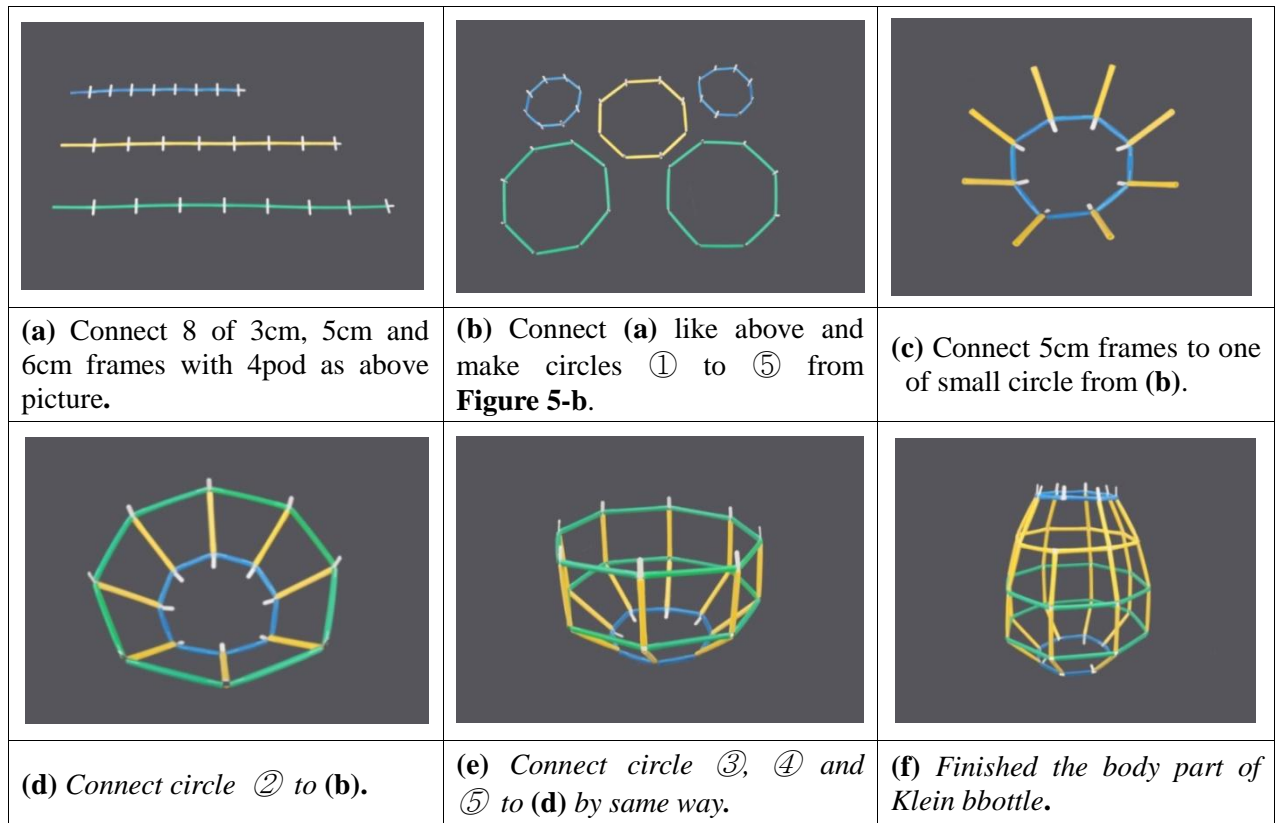 (a) Connect 8 of 3cm, 5cm and
6cm frames with 4pod as above
picture.
(b) Connect (a) like above and
make circles ① to ⑤ from
Figure 5-b.
(c) Connect 5cm frames to one
of small circle from (b).
(d) Connect circle ② to (b).
(e) Connect circle ③, ④ and
⑤ to (d) by same way.
(f) Finished the body part of
Klein bbottle.